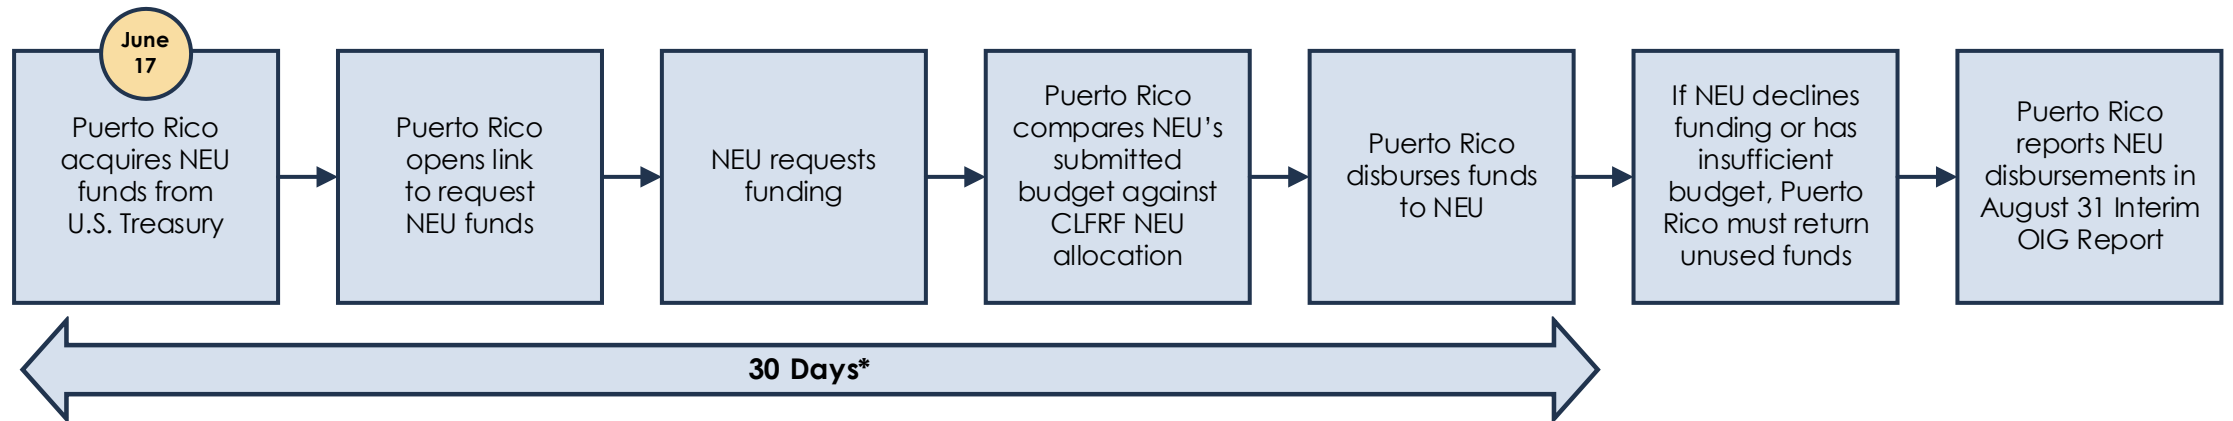 June
17
Puerto Rico
acquires NEU
funds from
U.S. Treasury
Puerto Rico
opens link
to request
NEU funds
NEU requests
funding
Puerto Rico
compares NEU’s
submitted
budget against
CLFRF NEU
allocation
Puerto Rico
disburses funds
to NEU
If NEU declines
funding or has
insufficient
budget, Puerto
Rico must return
unused funds
Puerto Rico
reports NEU
disbursements in
August 31 Interim
OIG Report
30 Days*